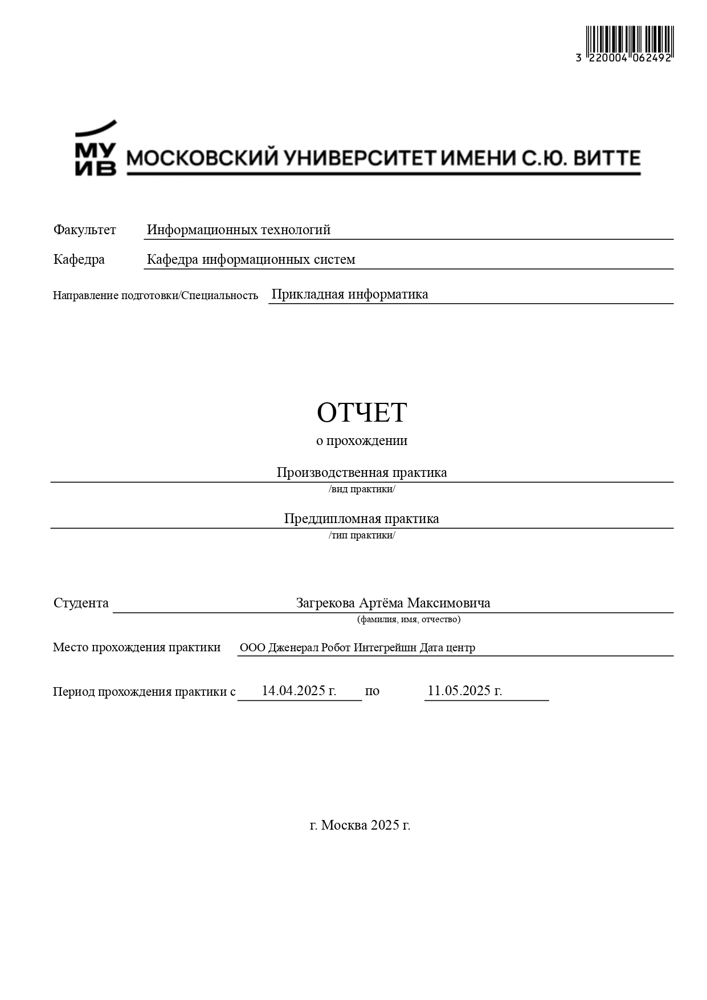 3 220004 062492
МУ
ИВ
МОСКОВСКИЙ УНИВЕРСИТЕТ ИМЕНИ С.Ю. ВИТТЕ
Факультет Информационных технологий
Кафедра Кафедра информационных систем
Направление подготовки/Специальность Прикладная информатика
ОТЧЕТ
о прохождении
Производственная практика
/вид практики/
Преддипломная практика
/тип практики/
Студента Загрекова Артёма Максимовича
(фамилия, имя, отчество)
Место прохождения практики ООО Дженерал Робот Интегрейшн Дата центр
Период прохождения практики с 14.04.2025 г. по 11.05.2025 г.
г. Москва 2025 г.